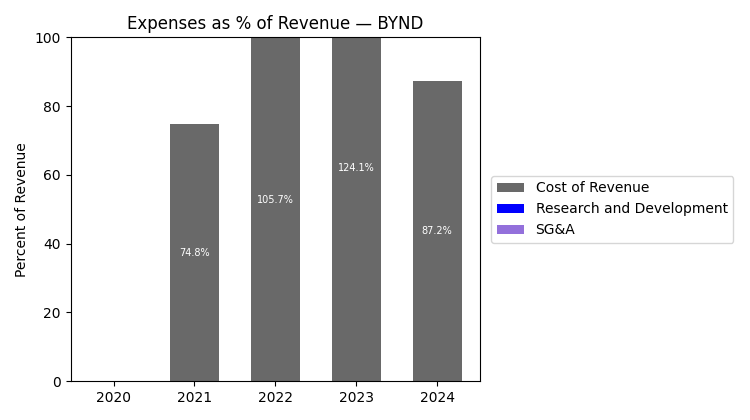 Expenses as % of Revenue — BYND
Percent of Revenue
100
80
60
40
20
0
74.8%
105.7%
124.1%
87.2%
2020 2021 2022 2023 2024
Cost of Revenue
Research and Development
SG&A